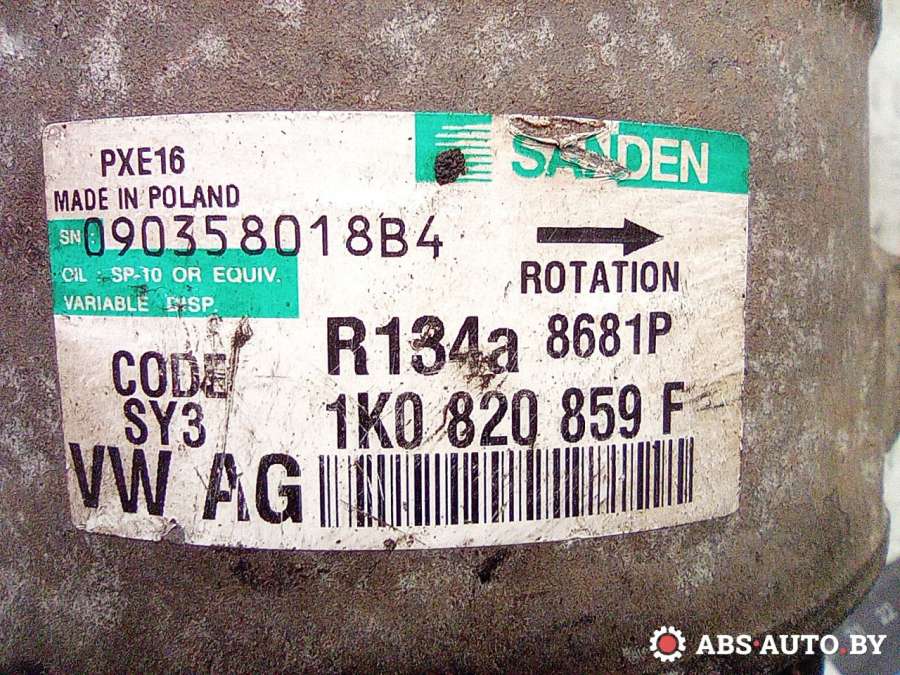 SANDEN
PXE16
MADE IN POLAND
SN: 090358018B4
OIL : SP-10 OR EQUIV.
VARIABLE DISP.
ROTATION
R134a 8681P
CODE
SY3
1K0 820 859 F
VW AG
ABS-AUTO.BY